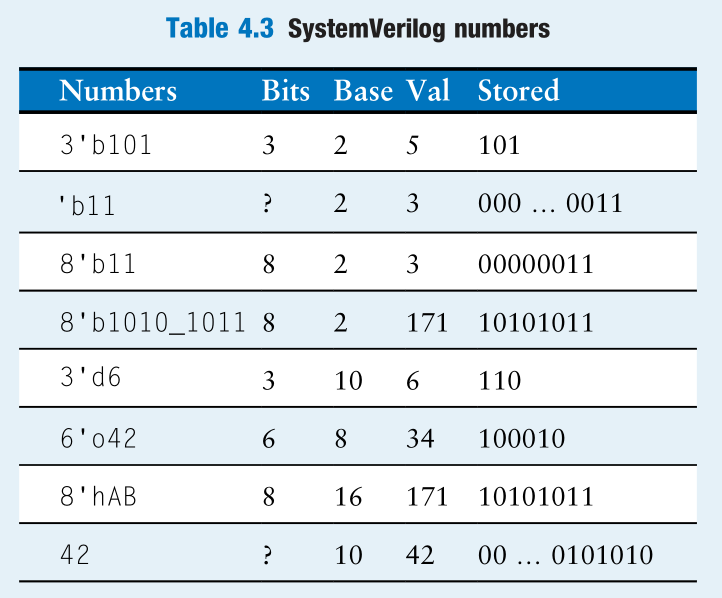 Table 4.3 SystemVerilog numbers
Numbers Bits Base Val Stored
3'b101 3 2 5 101
'b11 ? 2 3 000 ... 0011
8'b11 8 2 3 00000011
8'b1010_1011 8 2 171 10101011
3'd6 3 10 6 110
6'o42 6 8 34 100010
8'hAB 8 16 171 10101011
42 ? 10 42 00 ... 0101010